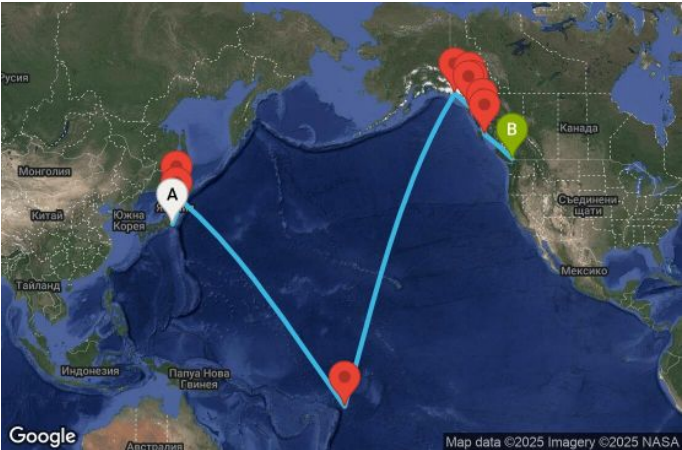 Русия
Канада
B
Монголия
A
Съединени
щати
Китай
Южна
Корея
Мексико
Тайланд
Индонезия
Папуа Нова
Гвинея
Австралия
Google
Map data ©2025 Imagery ©2025 NASA